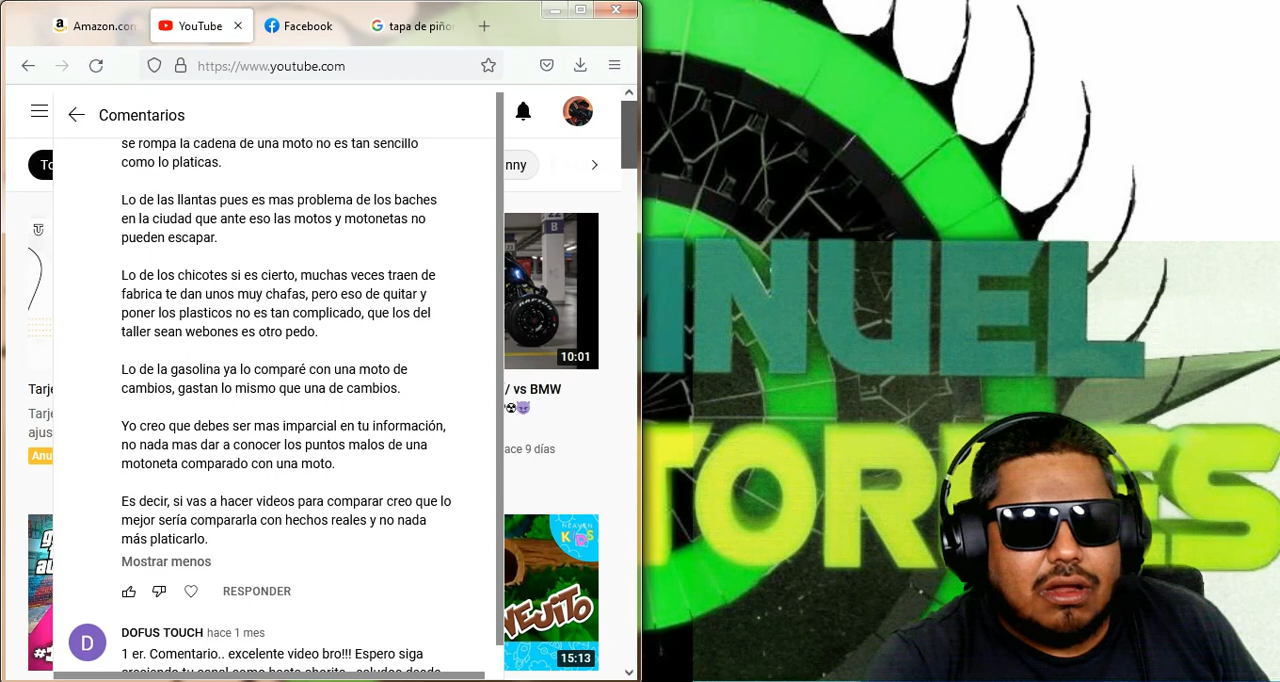 Amazon.com
YouTube
Facebook
tapa de piñon
https://www.youtube.com
Comentarios
To
nny
se rompa la cadena de una moto no es tan sencillo
como lo platicas.
Lo de las llantas pues es mas problema de los baches
en la ciudad que ante eso las motos y motonetas no
pueden escapar.
Lo de los chicotes si es cierto, muchas veces traen de
fabrica te dan unos muy chafas, pero eso de quitar y
poner los plasticos no es tan complicado, que los del
taller sean webones es otro pedo.
Lo de la gasolina ya lo comparé con una moto de
cambios, gastan lo mismo que una de cambios.
Yo creo que debes ser mas imparcial en tu información,
no nada mas dar a conocer los puntos malos de una
motoneta comparado con una moto.
Es decir, si vas a hacer videos para comparar creo que lo
mejor sería compararla con hechos reales y no nada
más platicarlo.
Mostrar menos
RESPONDER
D
DOFUS TOUCH hace 1 mes
1 er. Comentario.. excelente video bro!!! Espero siga
B
10:01
/ vs BMW
ace 9 días
Tarje
Tarje
ajus
Anu
HEAVEN
KIDS
NEJITO
15:13
NUEL
TORRES